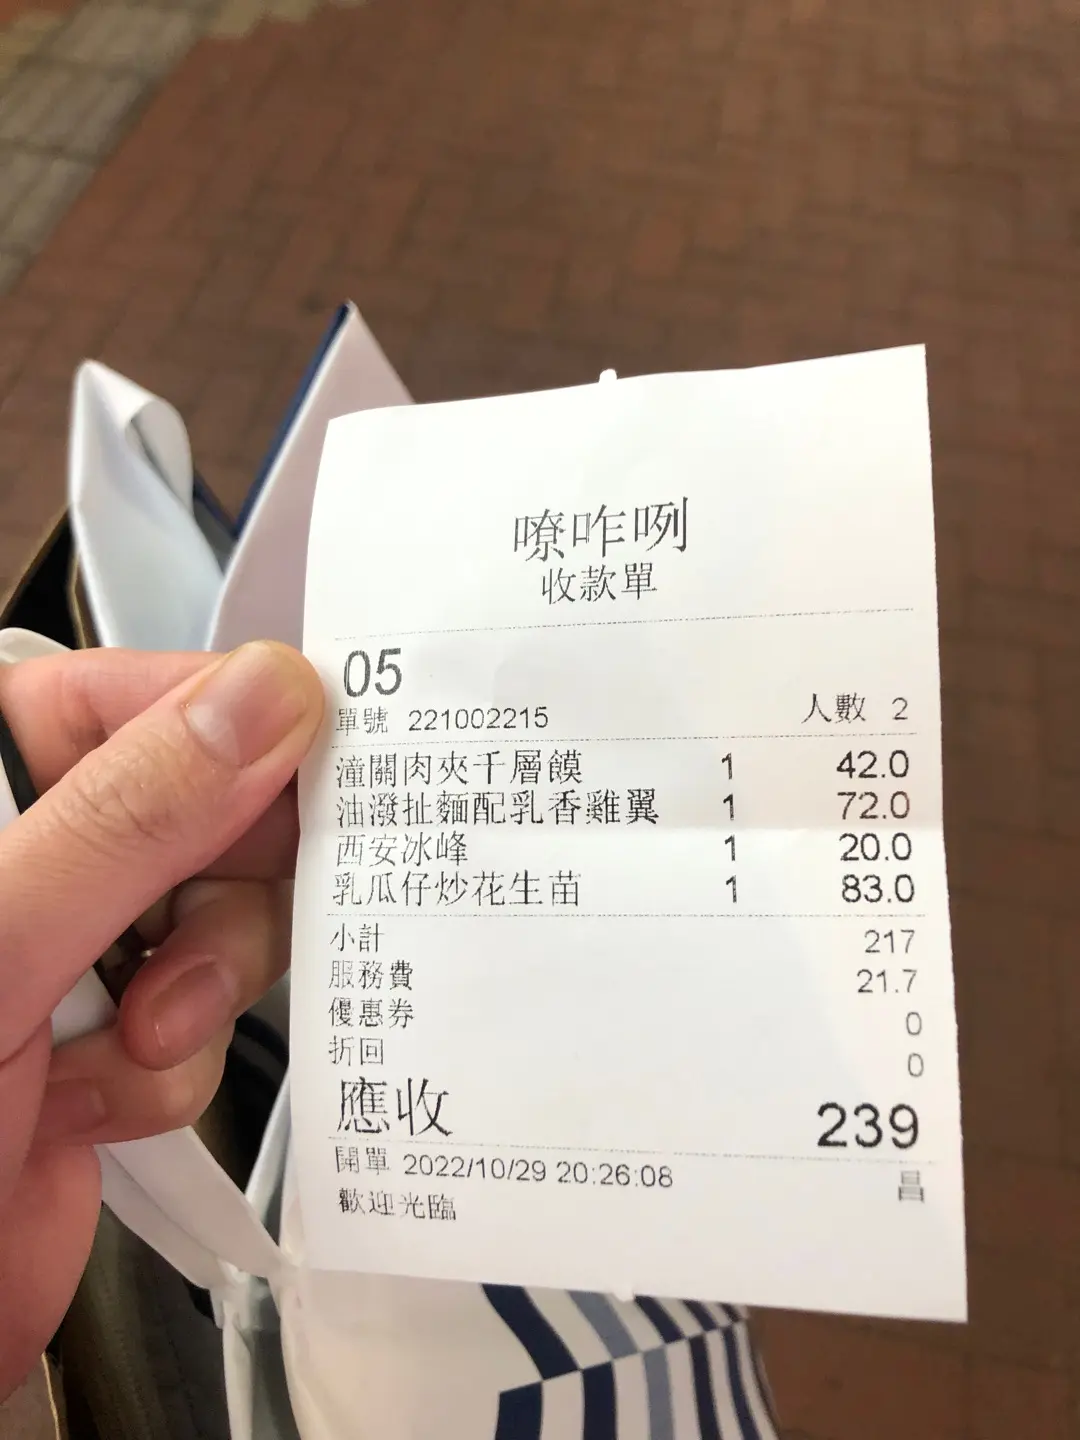 嘹咋咧
收款單
05
單號 221002215 人數 2
潼關肉夾千層饃 1 42.0
油潑扯麵配乳香雞翼 1 72.0
西安冰峰 1 20.0
乳瓜仔炒花生苗 1 83.0
小計 217
服務費 21.7
優惠券 0
折回 0
應收 239
開單 2022/10/29 20:26:08 昌
歡迎光臨